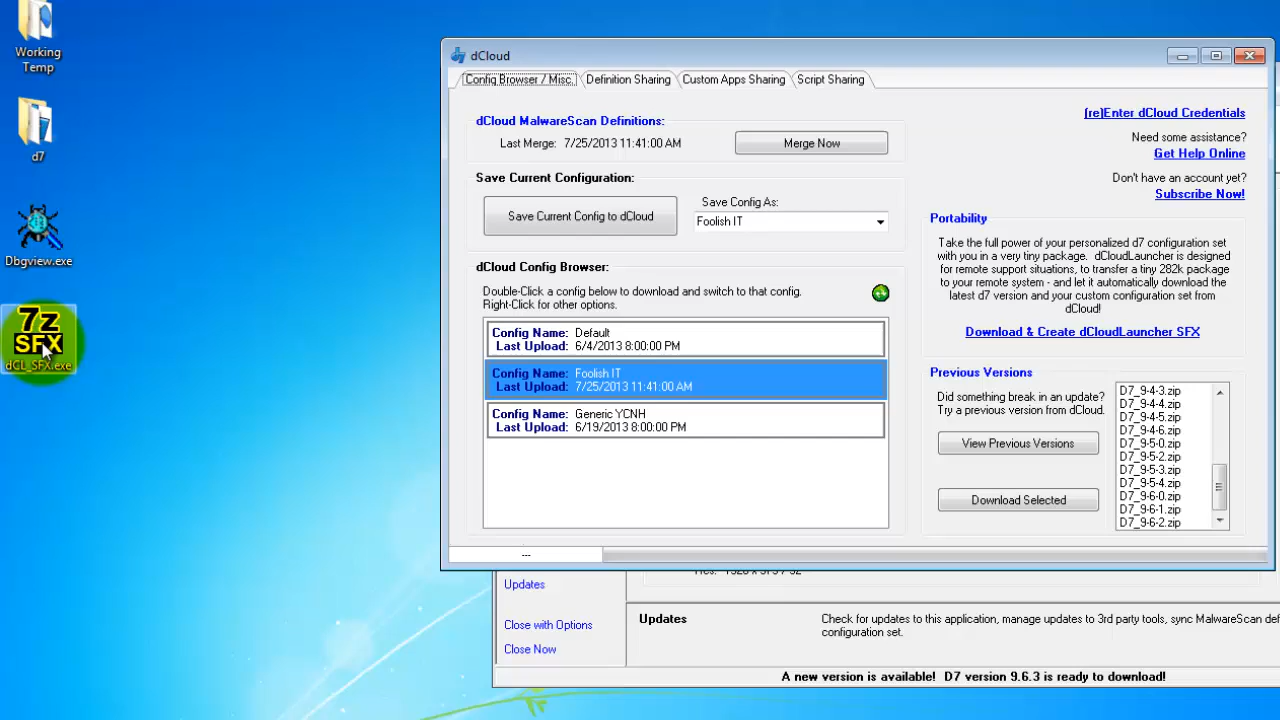 Working
Temp
d7
Dbgview.exe
7z
SFX
dCL_SFX.exe
dCloud
Config Browser / Misc.
Definition Sharing
Custom Apps Sharing
Script Sharing
dCloud MalwareScan Definitions:
Last Merge: 7/25/2013 11:41:00 AM
Merge Now
Save Current Configuration:
Save Current Config to dCloud
Save Config As:
Foolish IT
dCloud Config Browser:
Double-Click a config below to download and switch to that config.
Right-Click for other options.
Config Name: Default
Last Upload: 6/4/2013 8:00:00 PM
Config Name: Foolish IT
Last Upload: 7/25/2013 11:41:00 AM
Config Name: Generic YCNH
Last Upload: 6/19/2013 8:00:00 PM
(re)Enter dCloud Credentials
Need some assistance?
Get Help Online
Don't have an account yet?
Subscribe Now!
Portability
Take the full power of your personalized d7 configuration set
with you in a very tiny package. dCloudLauncher is designed
for remote support situations, to transfer a tiny 282k package
to your remote system - and let it automatically download the
latest d7 version and your custom configuration set from
dCloud!
Download & Create dCloudLauncher SFX
Previous Versions
Did something break in an update?
Try a previous version from dCloud.
View Previous Versions
Download Selected
D7_9-4-3.zip
D7_9-4-4.zip
D7_9-4-5.zip
D7_9-4-6.zip
D7_9-5-0.zip
D7_9-5-2.zip
D7_9-5-3.zip
D7_9-5-4.zip
D7_9-6-0.zip
D7_9-6-1.zip
D7_9-6-2.zip
---
Updates
Close with Options
Close Now
Updates
Check for updates to this application, manage updates to 3rd party tools, sync MalwareScan
configuration set.
A new version is available! D7 version 9.6.3 is ready to download!